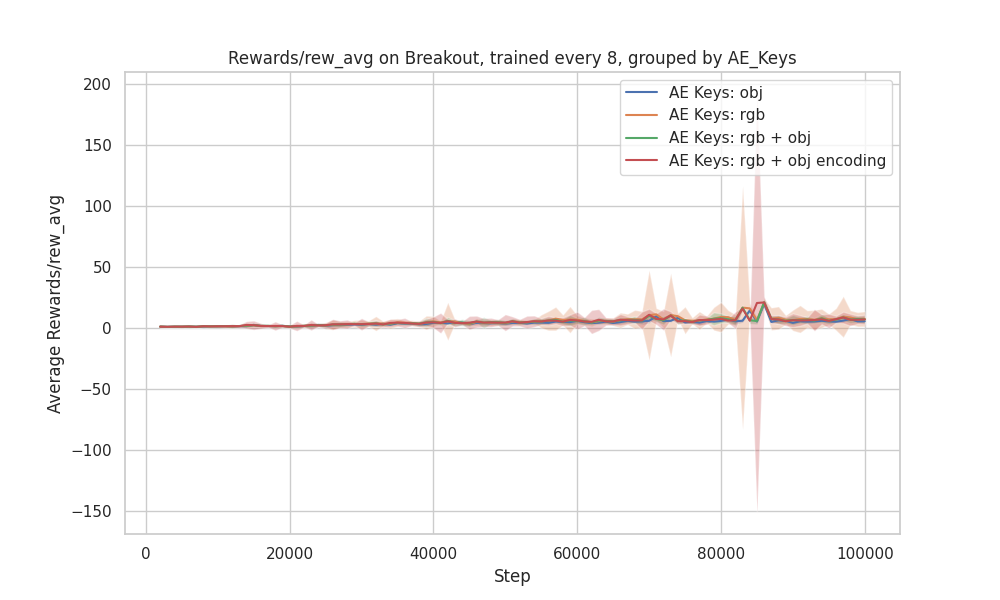 Rewards/rew_avg on Breakout, trained every 8, grouped by AE_Keys
200
150
100
50
0
−50
−100
−150
Average Rewards/rew_avg
AE Keys: obj
AE Keys: rgb
AE Keys: rgb + obj
AE Keys: rgb + obj encoding
0 20000 40000 60000 80000 100000
Step